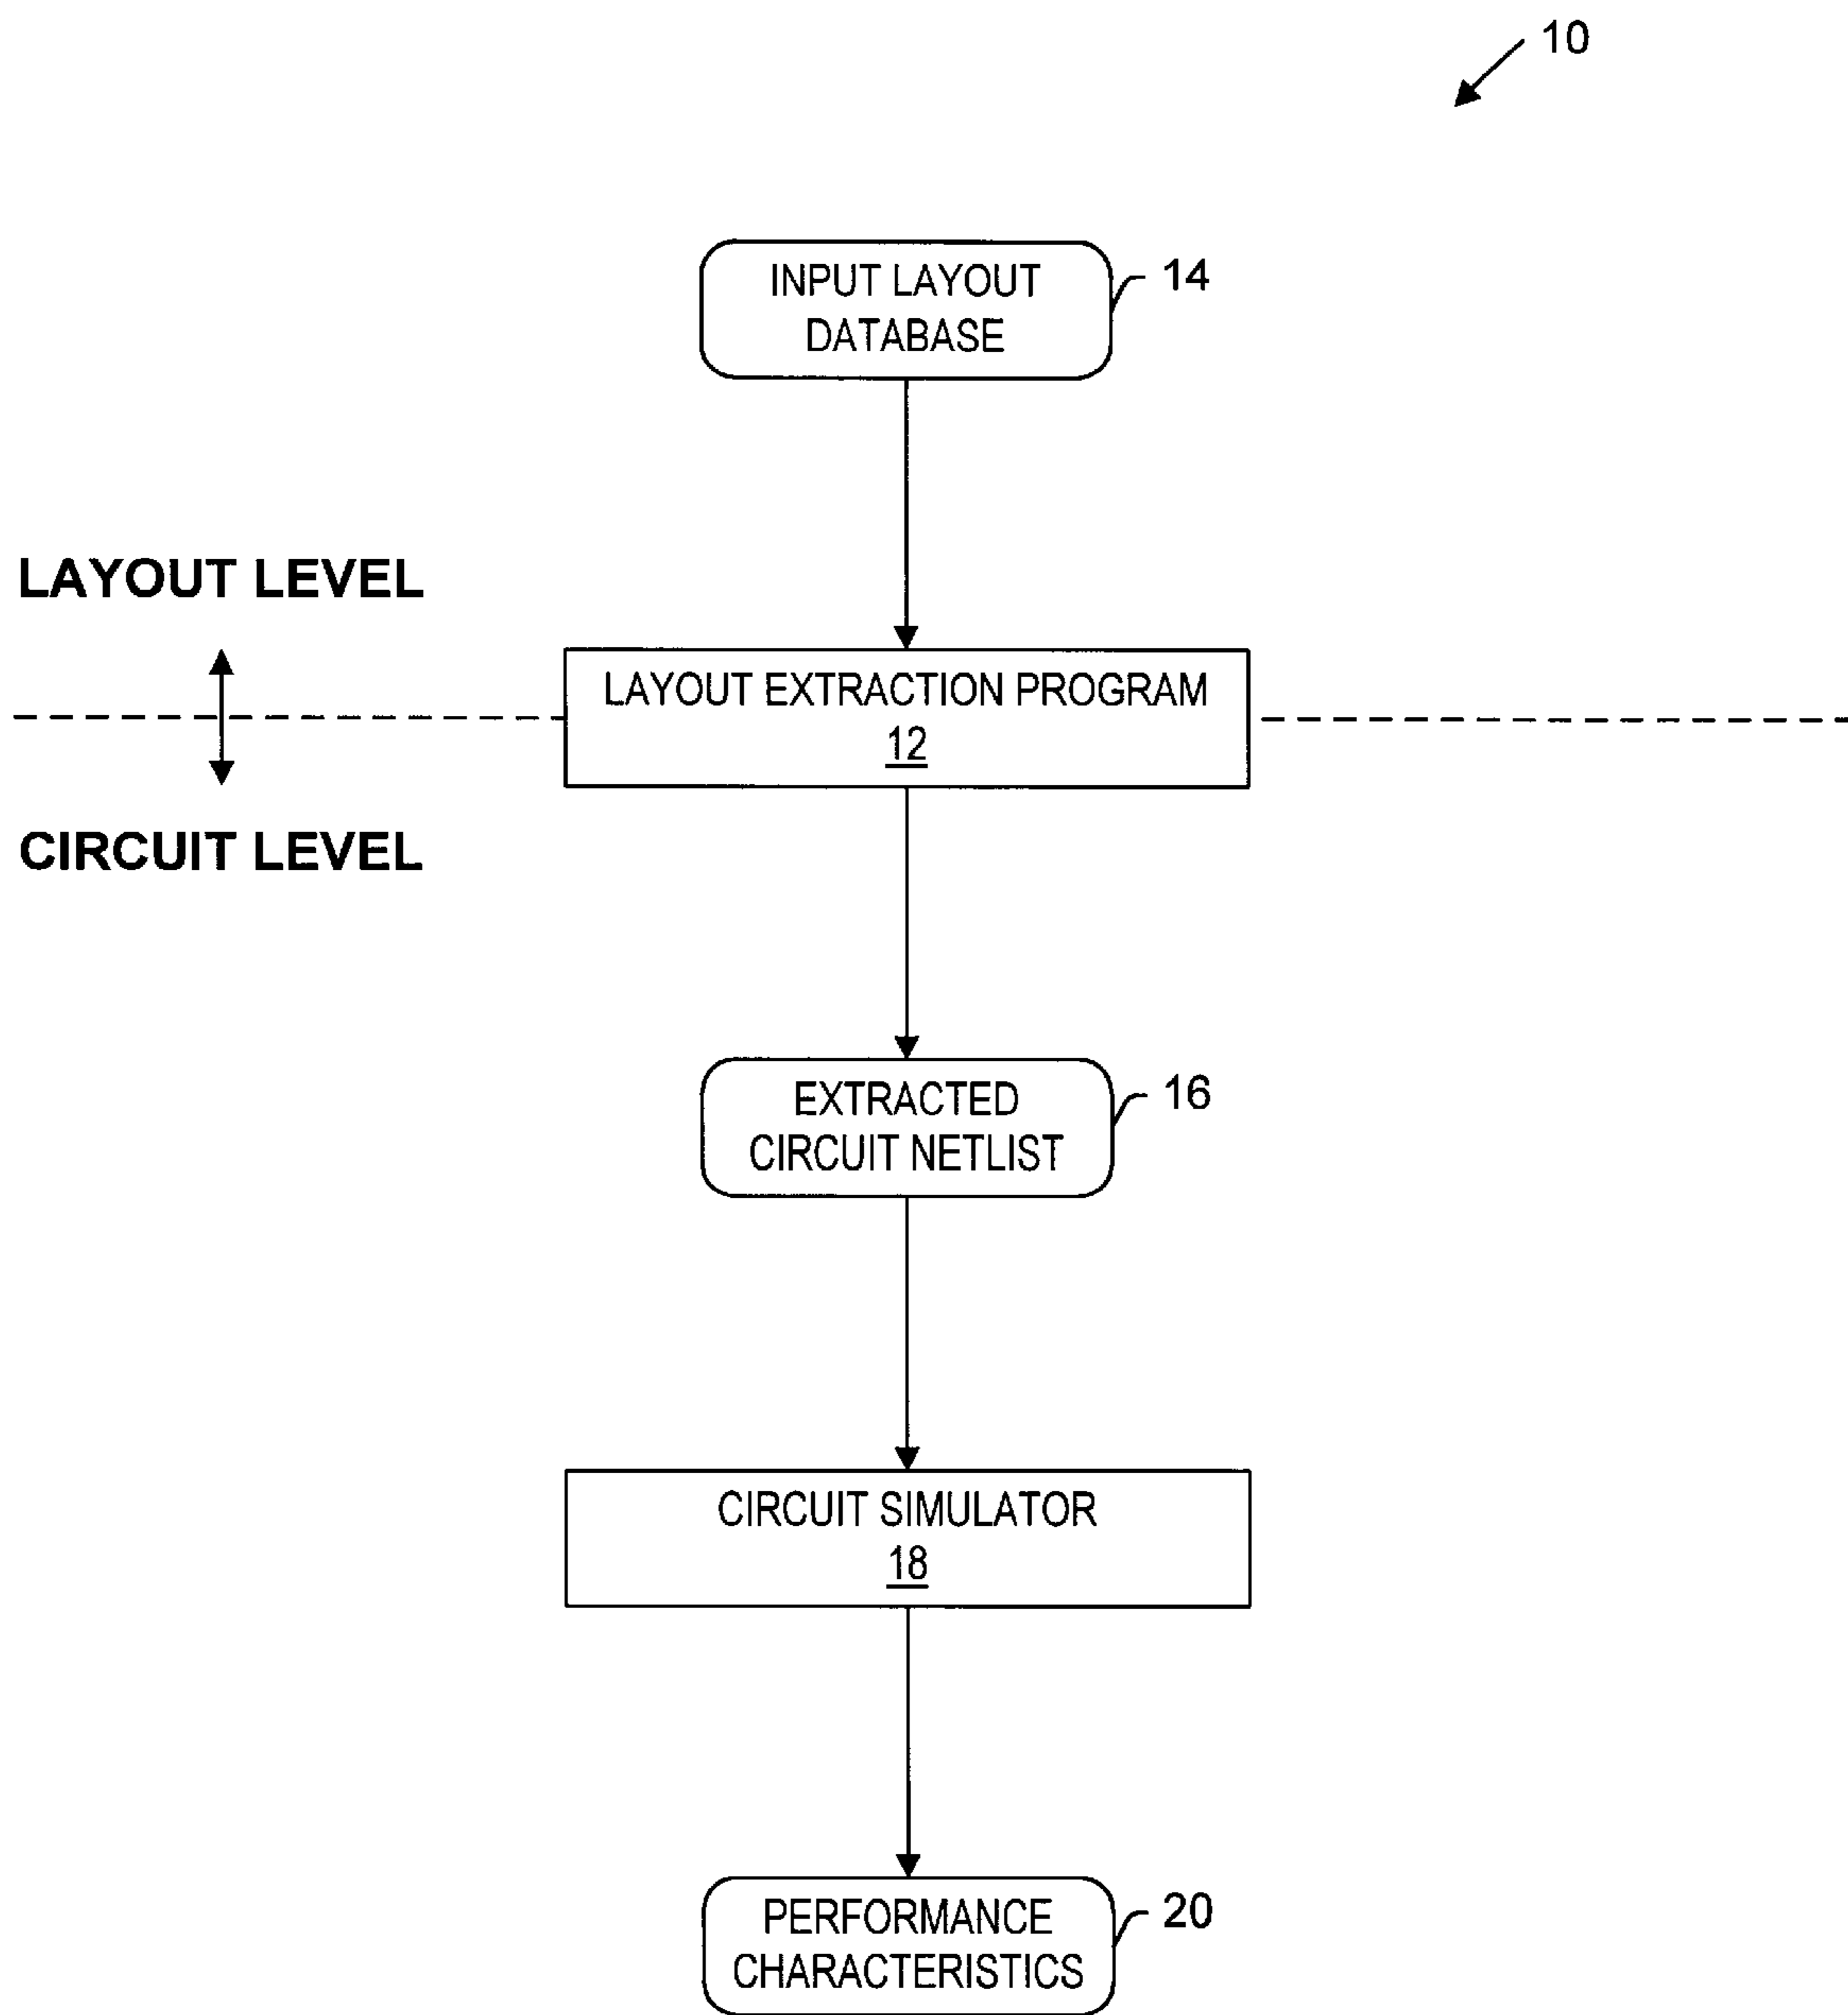 10
INPUT LAYOUT
DATABASE
14
LAYOUT LEVEL
LAYOUT EXTRACTION PROGRAM
12
CIRCUIT LEVEL
EXTRACTED
CIRCUIT NETLIST
16
CIRCUIT SIMULATOR
18
PERFORMANCE
CHARACTERISTICS
20